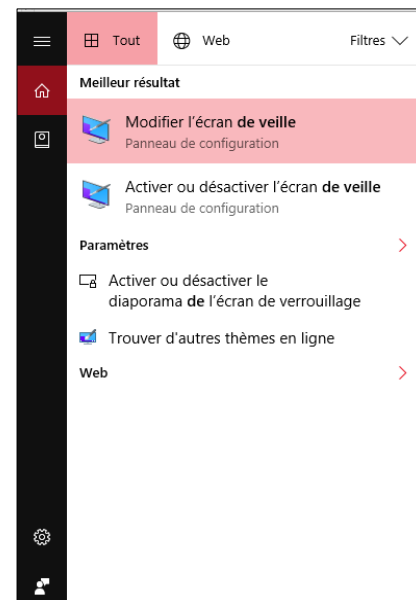 Tout Web Filtres
Meilleur résultat
Modifier l'écran de veille
Panneau de configuration
Activer ou désactiver l'écran de veille
Panneau de configuration
Paramètres
Activer ou désactiver le
diaporama de l'écran de verrouillage
Trouver d'autres thèmes en ligne
Web